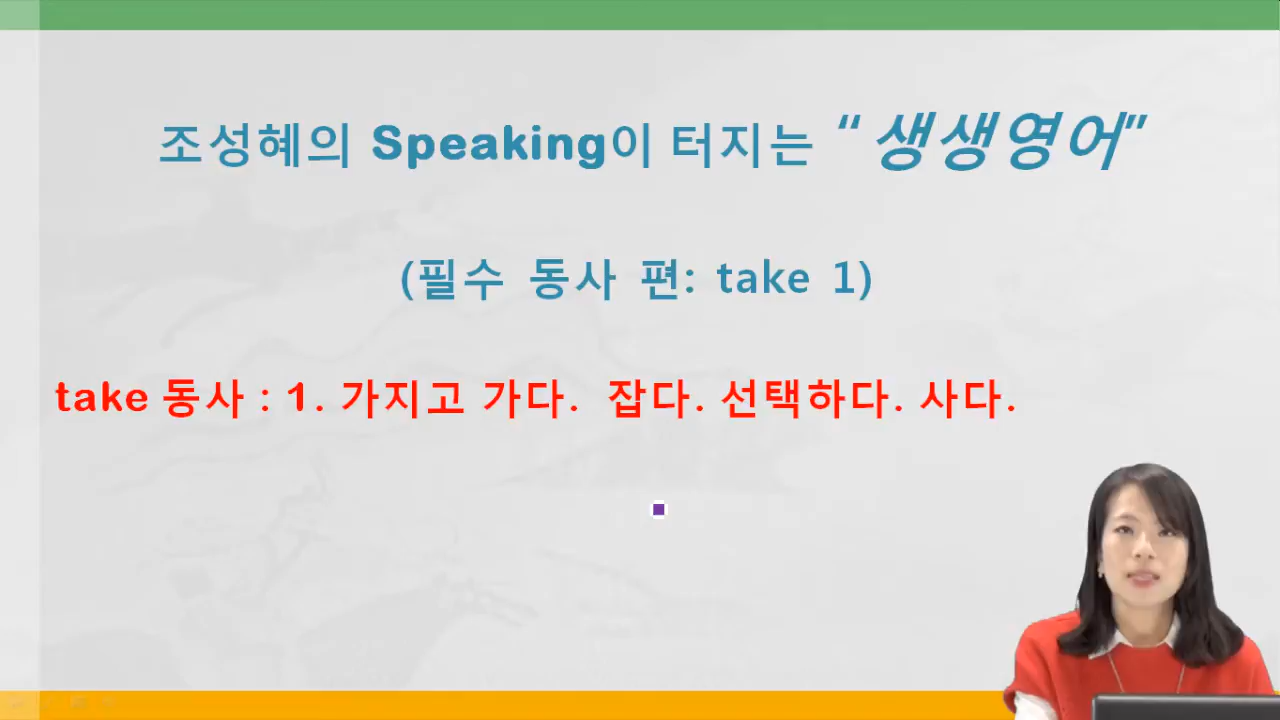 조성혜의 Speaking이 터지는 “생생영어”
(필수 동사 편: take 1)
take 동사 : 1. 가지고 가다. 잡다. 선택하다. 사다.